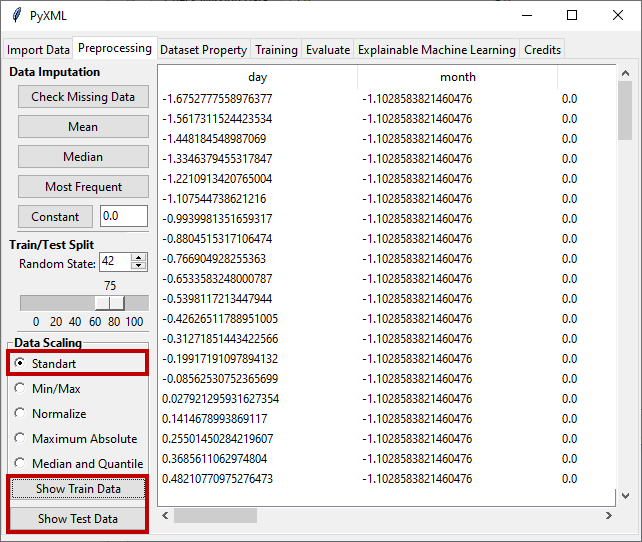 PyXML
Import Data Preprocessing Dataset Property Training Evaluate Explainable Machine Learning Credits
Data Imputation
Check Missing Data
Mean
Median
Most Frequent
Constant 0.0
Train/Test Split
Random State: 42
75
0 20 40 60 80 100
Data Scaling
Standart
Min/Max
Normalize
Maximum Absolute
Median and Quantile
Show Train Data
Show Test Data
day month
-1.6752777558976377 -1.1028583821460476 0.0
-1.5617311524423534 -1.1028583821460476 0.0
-1.448184548987069 -1.1028583821460476 0.0
-1.3346379455317847 -1.1028583821460476 0.0
-1.2210913420765004 -1.1028583821460476 0.0
-1.107544738621216 -1.1028583821460476 0.0
-0.9939981351659317 -1.1028583821460476 0.0
-0.8804515317106474 -1.1028583821460476 0.0
-0.766904928255363 -1.1028583821460476 0.0
-0.6533583248000787 -1.1028583821460476 0.0
-0.5398117213447944 -1.1028583821460476 0.0
-0.42626511788951005 -1.1028583821460476 0.0
-0.31271851443422566 -1.1028583821460476 0.0
-0.19917191097894132 -1.1028583821460476 0.0
-0.08562530752365699 -1.1028583821460476 0.0
0.027921295931627354 -1.1028583821460476 0.0
0.1414678993869117 -1.1028583821460476 0.0
0.25501450284219607 -1.1028583821460476 0.0
0.3685611062974804 -1.1028583821460476 0.0
0.48210770975276473 -1.1028583821460476 0.0